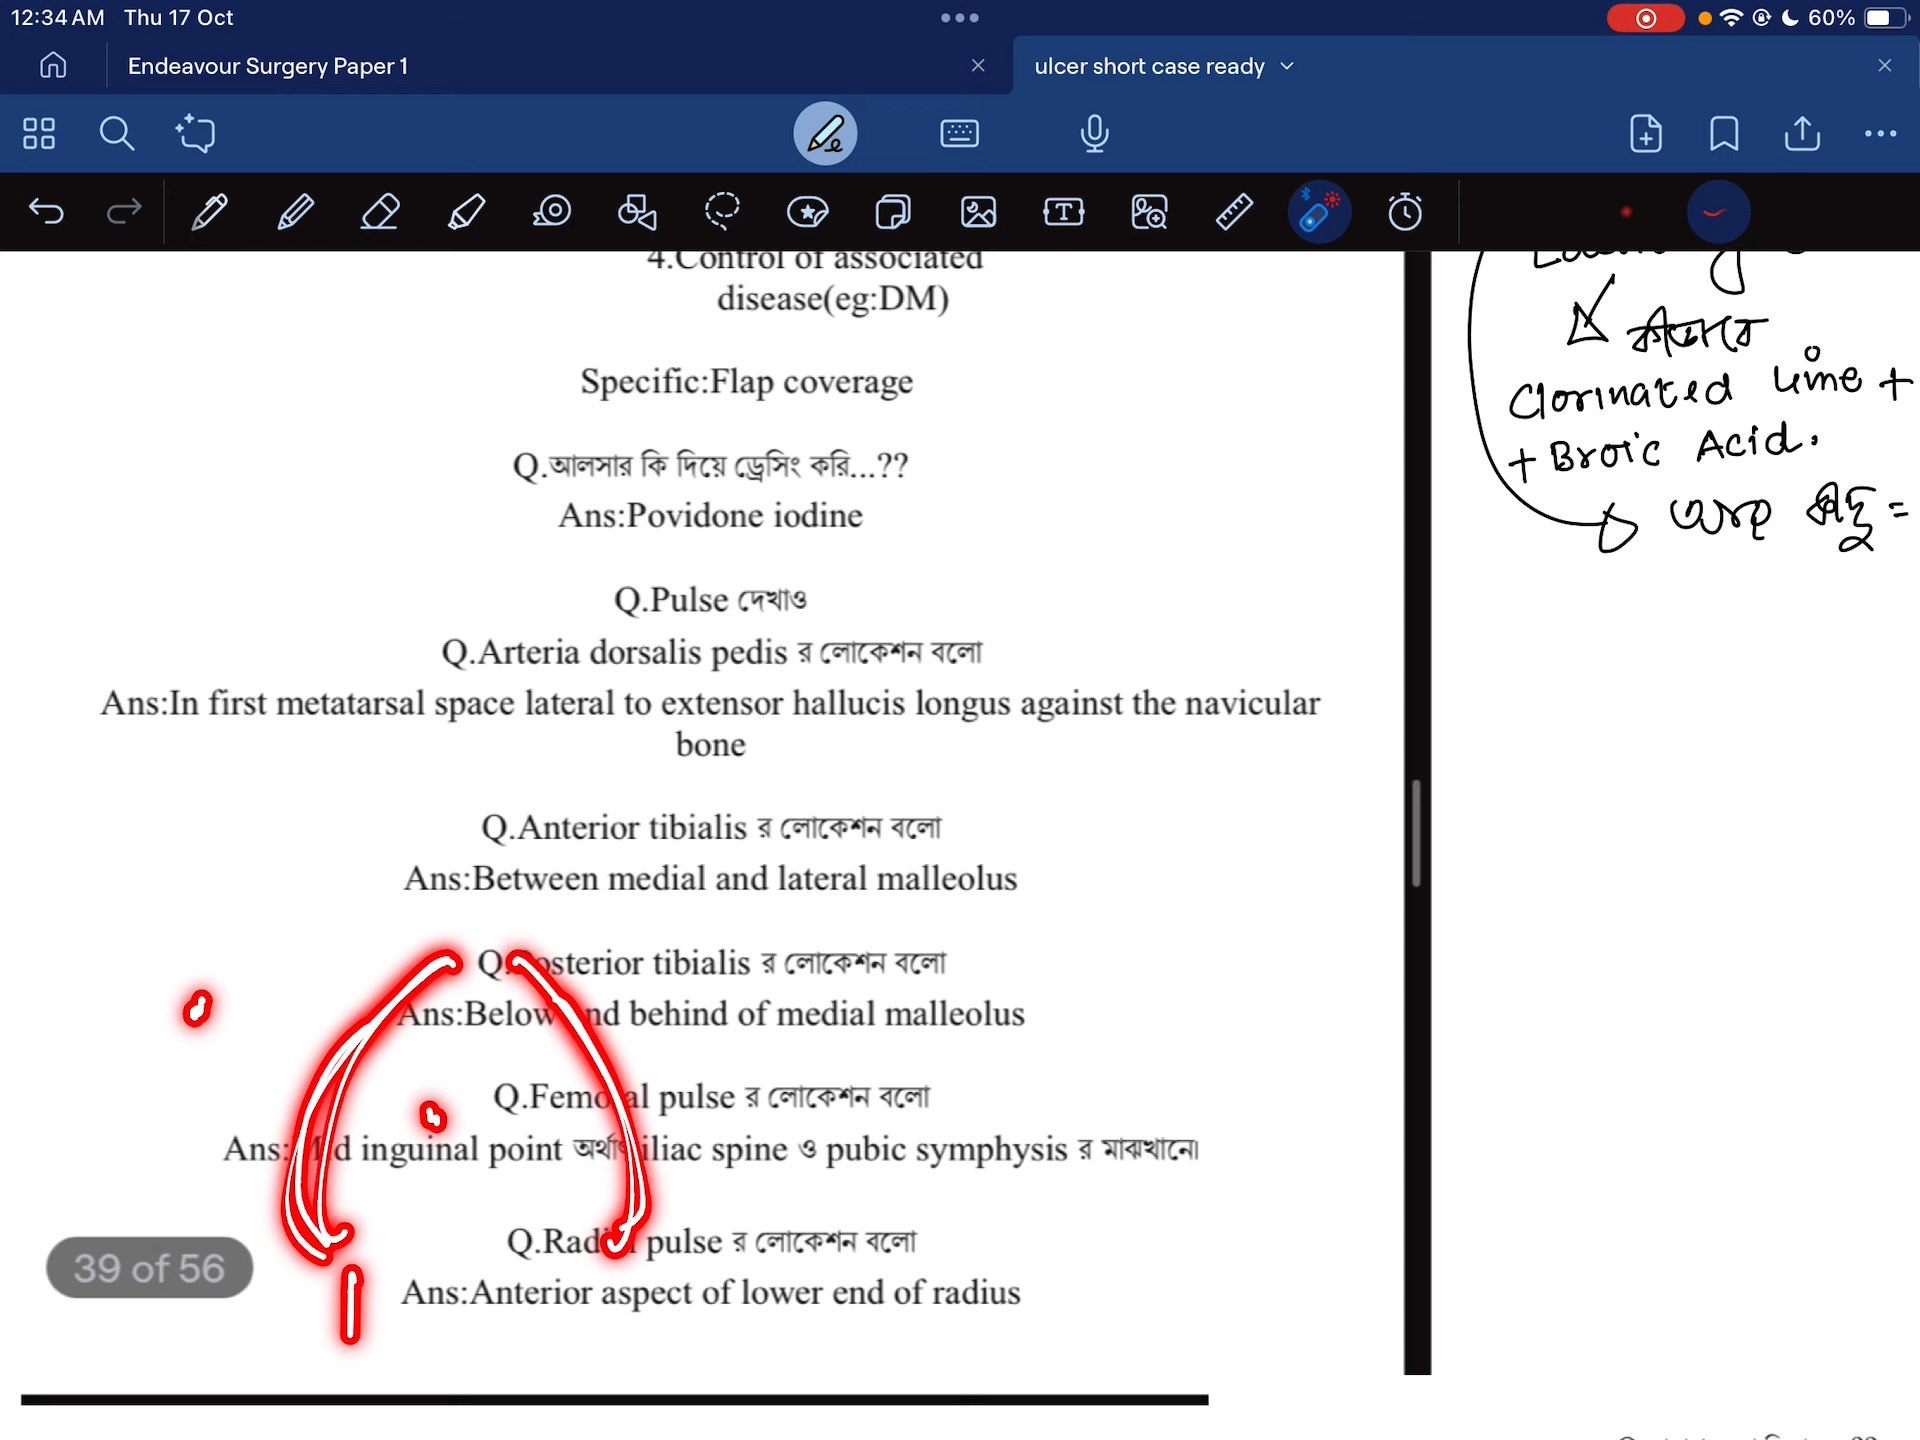 12:34 AM Thu 17 Oct
60%
Endeavour Surgery Paper 1
ulcer short case ready
4.Control of associated
disease(eg:DM)
Specific:Flap coverage
Q.আলসার কি দিয়ে ড্রেসিং করি...??
Ans:Povidone iodine
Q.Pulse দেখাও
Q.Arteria dorsalis pedis র লোকেশন বলো
Ans:In first metatarsal space lateral to extensor hallucis longus against the navicular
bone
Q.Anterior tibialis র লোকেশন বলো
Ans:Between medial and lateral malleolus
Q.Posterior tibialis র লোকেশন বলো
Ans:Below and behind of medial malleolus
Q.Femoral pulse র লোকেশন বলো
Ans:Mid inguinal point অর্থাৎ iliac spine ও pubic symphysis র মাঝখানে।
Q.Radial pulse র লোকেশন বলো
Ans:Anterior aspect of lower end of radius
39 of 56
Clorinated lime +
+ Broic Acid.